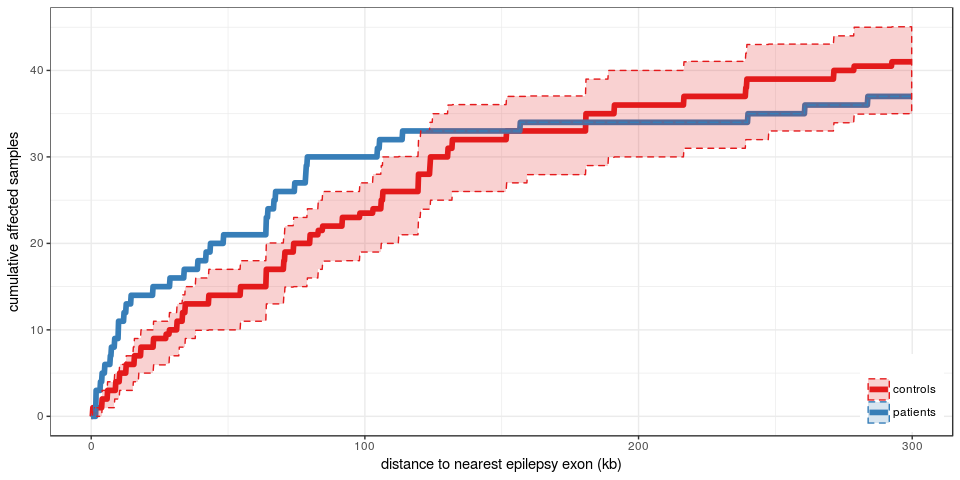 cumulative affected samples
40
30
20
10
0
0
100
200
300
distance to nearest epilepsy exon (kb)
controls
patients